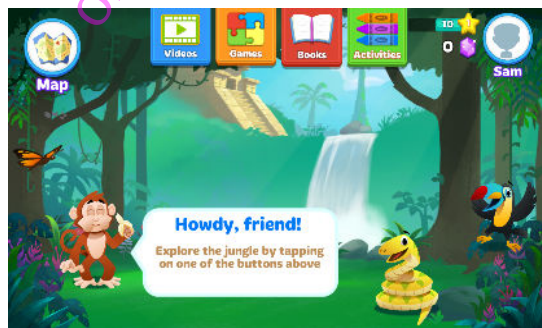 Videos
Games
Books
Activities
10
0
Map
Sam
Howdy, friend!
Explore the jungle by tapping
on one of the buttons above